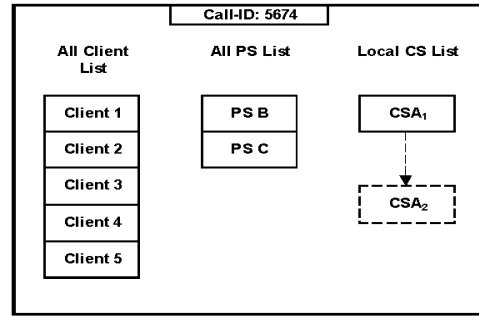 Call-ID: 5674
All Client
List
Client 1
Client 2
Client 3
Client 4
Client 5
All PS List
PS B
PS C
Local CS List
CSA₁
CSA₂